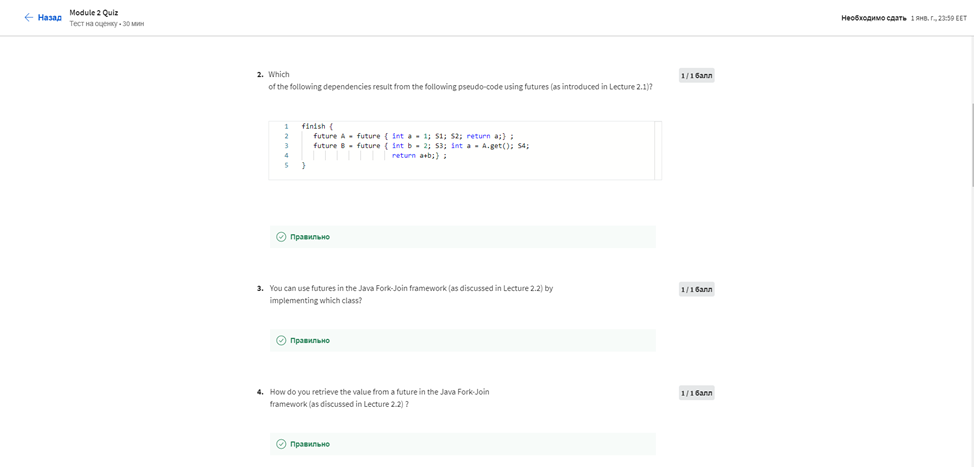 Назад
Module 2 Quiz
Тест на оценку • 30 мин
Необходимо сдать 1 янв. г., 23:59 EET
2. Which
of the following dependencies result from the following pseudo-code using futures (as introduced in Lecture 2.1)?
1 / 1 балл
1 finish {
2 future A = future { int a = 1; S1; S2; return a;} ;
3 future B = future { int b = 2; S3; int a = A.get(); S4;
4 return a+b;} ;
5 }
Правильно
3. You can use futures in the Java Fork-Join framework (as discussed in Lecture 2.2) by
implementing which class?
1 / 1 балл
Правильно
4. How do you retrieve the value from a future in the Java Fork-Join
framework (as discussed in Lecture 2.2) ?
1 / 1 балл
Правильно